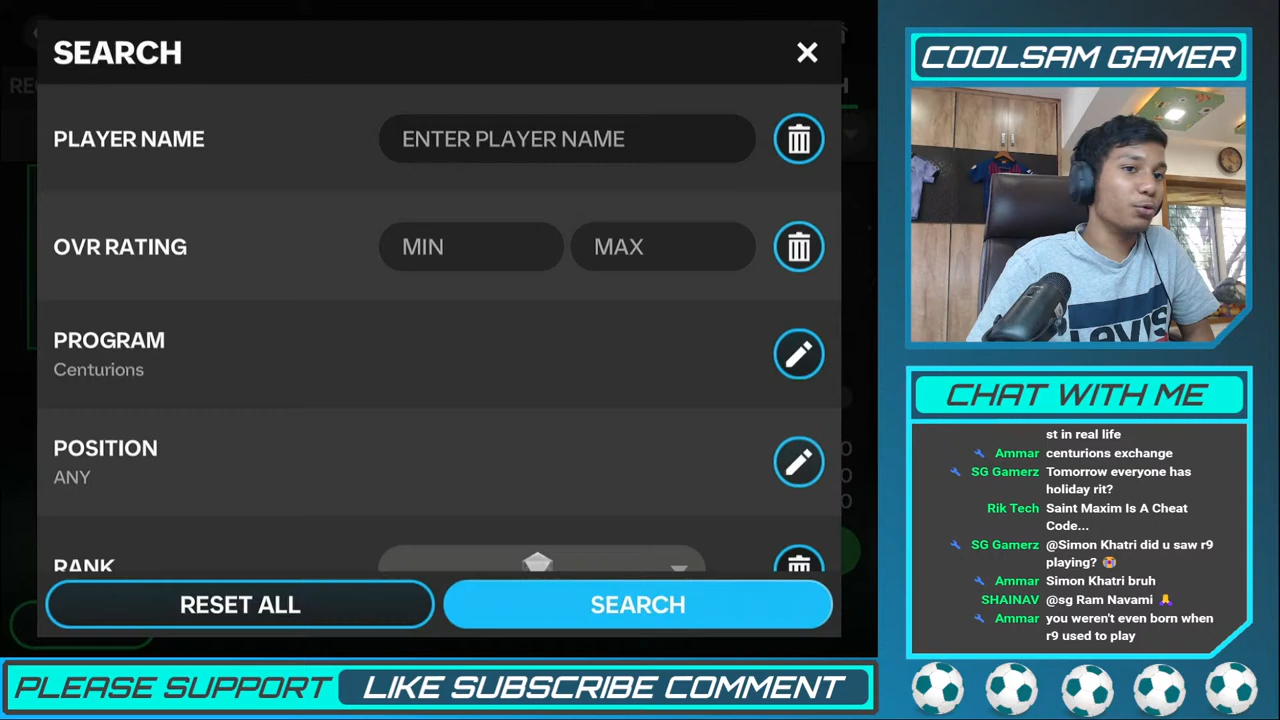 SEARCH
PLAYER NAME
ENTER PLAYER NAME
OVR RATING
MIN
MAX
PROGRAM
Centurions
POSITION
ANY
RANK
RESET ALL
SEARCH
PLEASE SUPPORT
LIKE SUBSCRIBE COMMENT
COOLSAM GAMER
Levi's
CHAT WITH ME
st in real life
Ammar centurions exchange
SG Gamerz Tomorrow everyone has
holiday rit?
Rik Tech Saint Maxim Is A Cheat
Code...
SG Gamerz @Simon Khatri did u saw r9
playing?
Ammar Simon Khatri bruh
SHAINAV @sg Ram Navami 🙏
Ammar you weren't even born when
r9 used to play